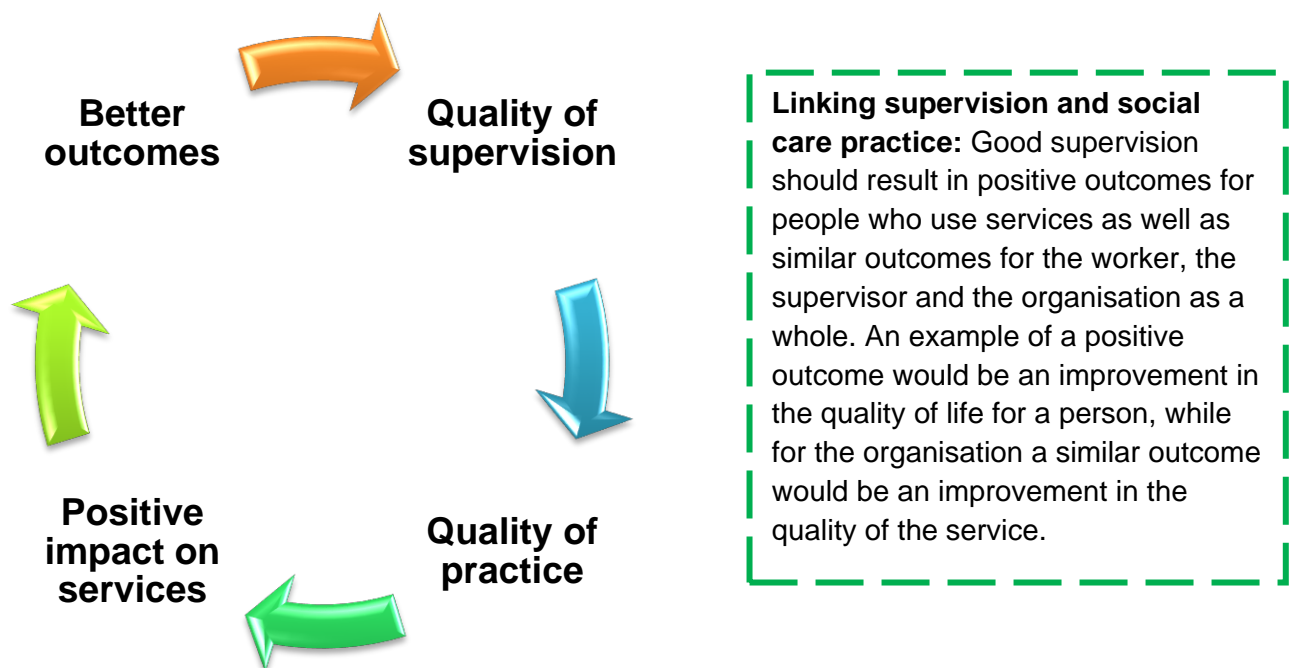 Better
outcomes
Quality of
supervision
Quality of
practice
Positive
impact on
services
Linking supervision and social
care practice: Good supervision
should result in positive outcomes for
people who use services as well as
similar outcomes for the worker, the
supervisor and the organisation as a
whole. An example of a positive
outcome would be an improvement in
the quality of life for a person, while
for the organisation a similar outcome
would be an improvement in the
quality of the service.